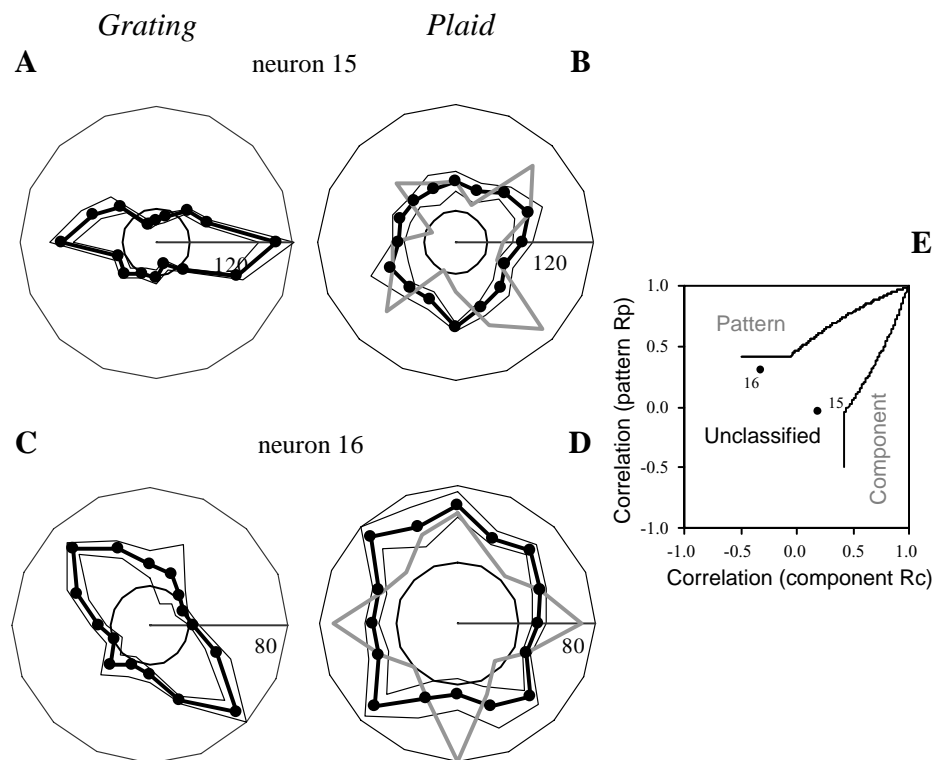 Grating Plaid
A neuron 15 B
120 120
E
1.0
Pattern
0.5
16
0.0
15
Unclassified
Component
-0.5
-1.0
-1.0 -0.5 0.0 0.5 1.0
Correlation (pattern Rp)
Correlation (component Rc)
C neuron 16 D
80 80